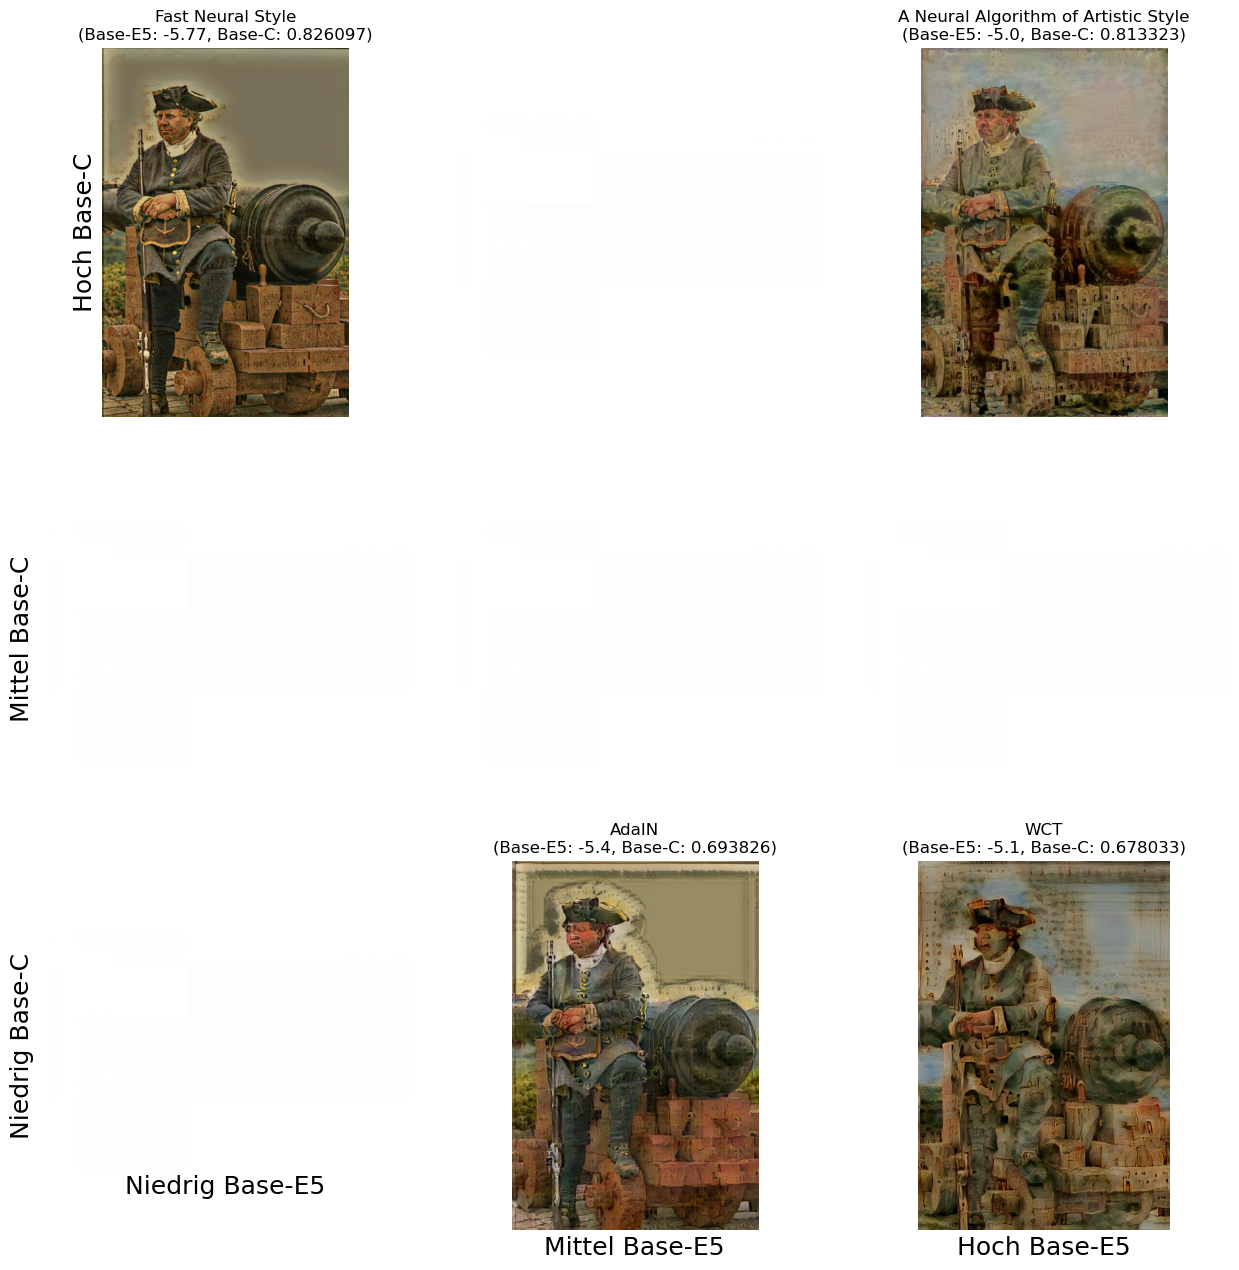 Fast Neural Style
(Base-E5: -5.77, Base-C: 0.826097)
A Neural Algorithm of Artistic Style
(Base-E5: -5.0, Base-C: 0.813323)
Hoch Base-C
Mittel Base-C
AdaIN
(Base-E5: -5.4, Base-C: 0.693826)
WCT
(Base-E5: -5.1, Base-C: 0.678033)
Niedrig Base-C
Niedrig Base-E5
Mittel Base-E5
Hoch Base-E5